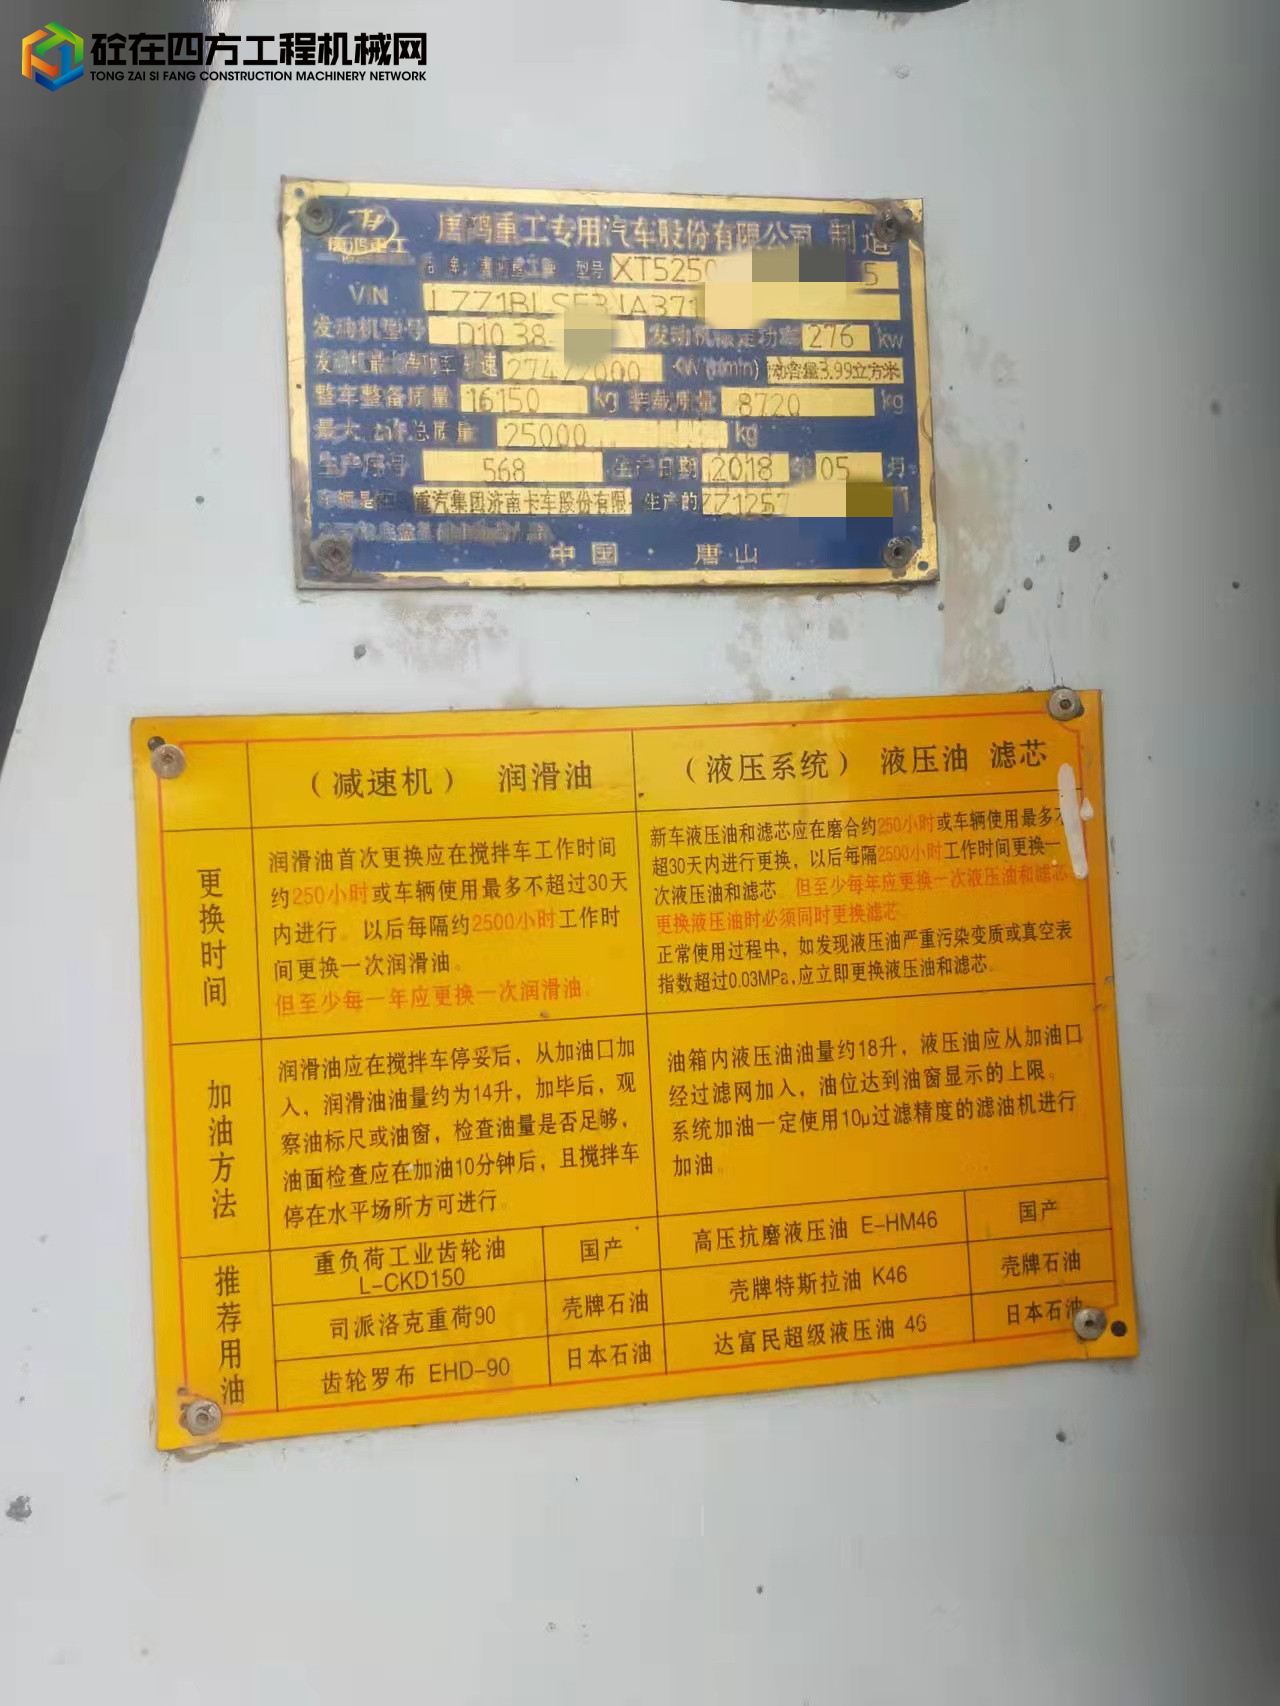 砼在四方工程机械网
TONG ZAI SI FANG CONSTRUCTION MACHINERY NETWORK
唐鸿重工
唐鸿重工专用汽车股份有限公司 制造
型号 XT5250 5
VIN LZZ1BLSF3JA371
发动机型号 D10.38 发动机额定功率 276 kw
发动机最大净功率 转速 kW(r/min) 动容量3.99立方米
整车整备质量 16150 kg 装载质量 8720 kg
最大允许总质量 25000 kg
生产序号 568 生产日期 2018 年 05 月
车辆是 重汽集团济南卡车股份有限 生产的 ZZ1257
中国·唐山
（减速机） 润滑油
（液压系统） 液压油 滤芯
更换时间
润滑油首次更换应在搅拌车工作时间
约250小时或车辆使用最多不超过30天
内进行。以后每隔约2500小时工作时
间更换一次润滑油。
但至少每一年应更换一次润滑油。
新车液压油和滤芯应在磨合约250小时或车辆使用最多不
超30天内进行更换，以后每隔2500小时工作时间更换一
次液压油和滤芯。但至少每年应更换一次液压油和滤芯
更换液压油时必须同时更换滤芯。
正常使用过程中，如发现液压油严重污染变质或真空表
指数超过0.03MPa,应立即更换液压油和滤芯。
加油方法
润滑油应在搅拌车停妥后，从加油口加
入，润滑油油量约为14升，加毕后，观
察油标尺或油窗，检查油量是否足够，
油面检查应在加油10分钟后，且搅拌车
停在水平场所方可进行。
油箱内液压油油量约18升，液压油应从加油口
经过滤网加入，油位达到油窗显示的上限。
系统加油一定使用10μ过滤精度的滤油机进行
加油。
推荐用油
重负荷工业齿轮油
L-CKD150
国产
高压抗磨液压油 E-HM46
国产
司派洛克重荷90
壳牌石油
壳牌特斯拉油 K46
壳牌石油
齿轮罗布 EHD-90
日本石油
达富民超级液压油 46
日本石油